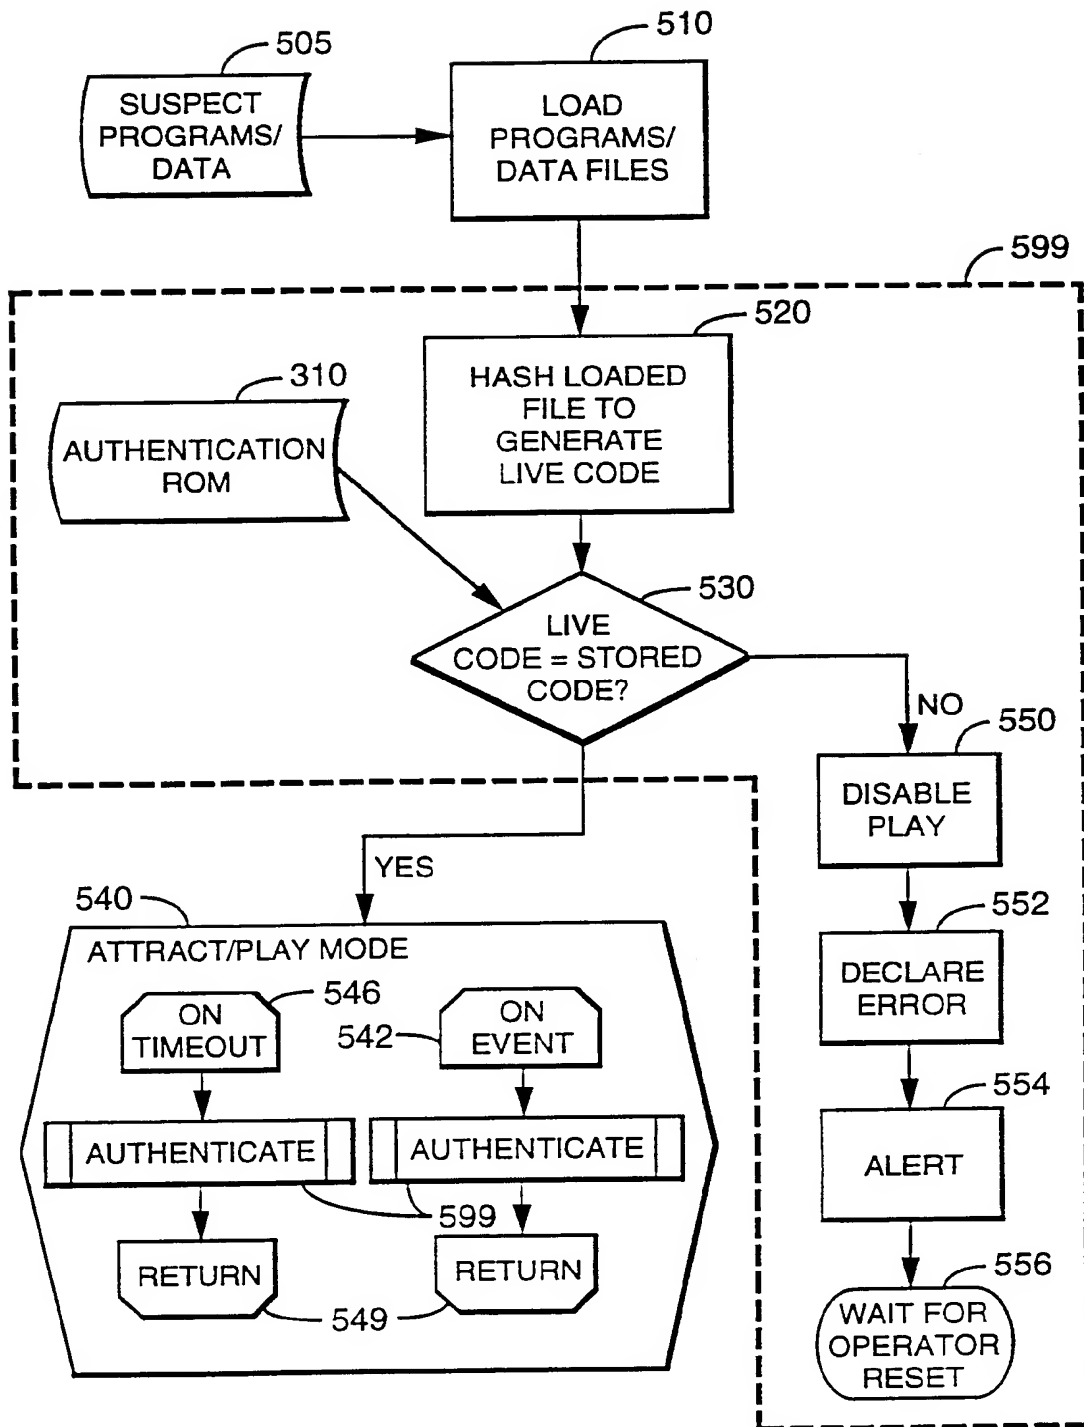 505
SUSPECT
PROGRAMS/
DATA
510
LOAD
PROGRAMS/
DATA FILES
599
520
HASH LOADED
FILE TO
GENERATE
LIVE CODE
310
AUTHENTICATION
ROM
530
LIVE
CODE = STORED
CODE?
NO
550
DISABLE
PLAY
YES
552
DECLARE
ERROR
554
ALERT
556
WAIT FOR
OPERATOR
RESET
540
ATTRACT/PLAY MODE
546
ON
TIMEOUT
542
ON
EVENT
AUTHENTICATE
AUTHENTICATE
599
RETURN
RETURN
549